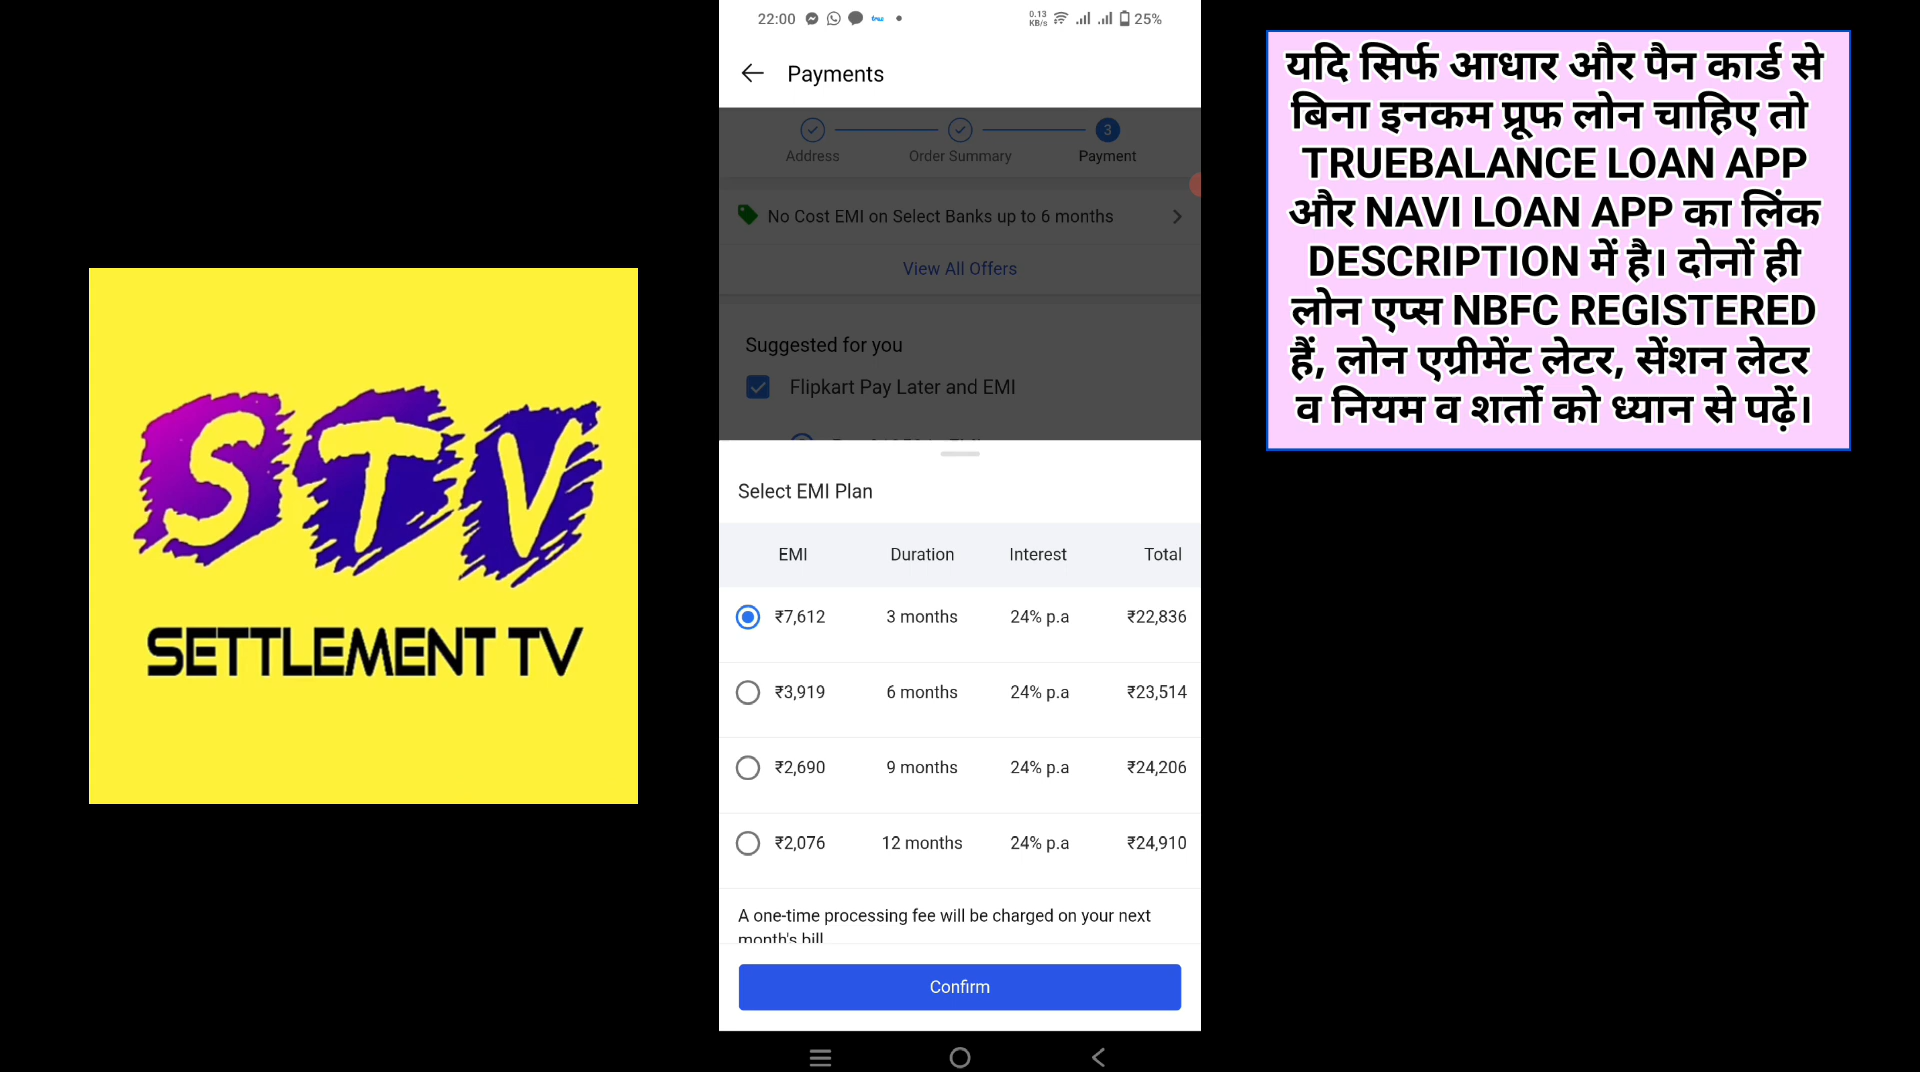 STV
SETTLEMENT TV
22:00
0.13
KB/s
25%
Payments
Address
Order Summary
3
Payment
No Cost EMI on Select Banks up to 6 months
View All Offers
Suggested for you
Flipkart Pay Later and EMI
Select EMI Plan
EMI Duration Interest Total
₹7,612 3 months 24% p.a ₹22,836
₹3,919 6 months 24% p.a ₹23,514
₹2,690 9 months 24% p.a ₹24,206
₹2,076 12 months 24% p.a ₹24,910
A one-time processing fee will be charged on your next
month's bill
Confirm
यदि सिर्फ आधार और पैन कार्ड से
बिना इनकम प्रूफ लोन चाहिए तो
TRUEBALANCE LOAN APP
और NAVI LOAN APP का लिंक
DESCRIPTION में है। दोनों ही
लोन एप्स NBFC REGISTERED
हैं, लोन एग्रीमेंट लेटर, सेंशन लेटर
व नियम व शर्तो को ध्यान से पढ़ें।